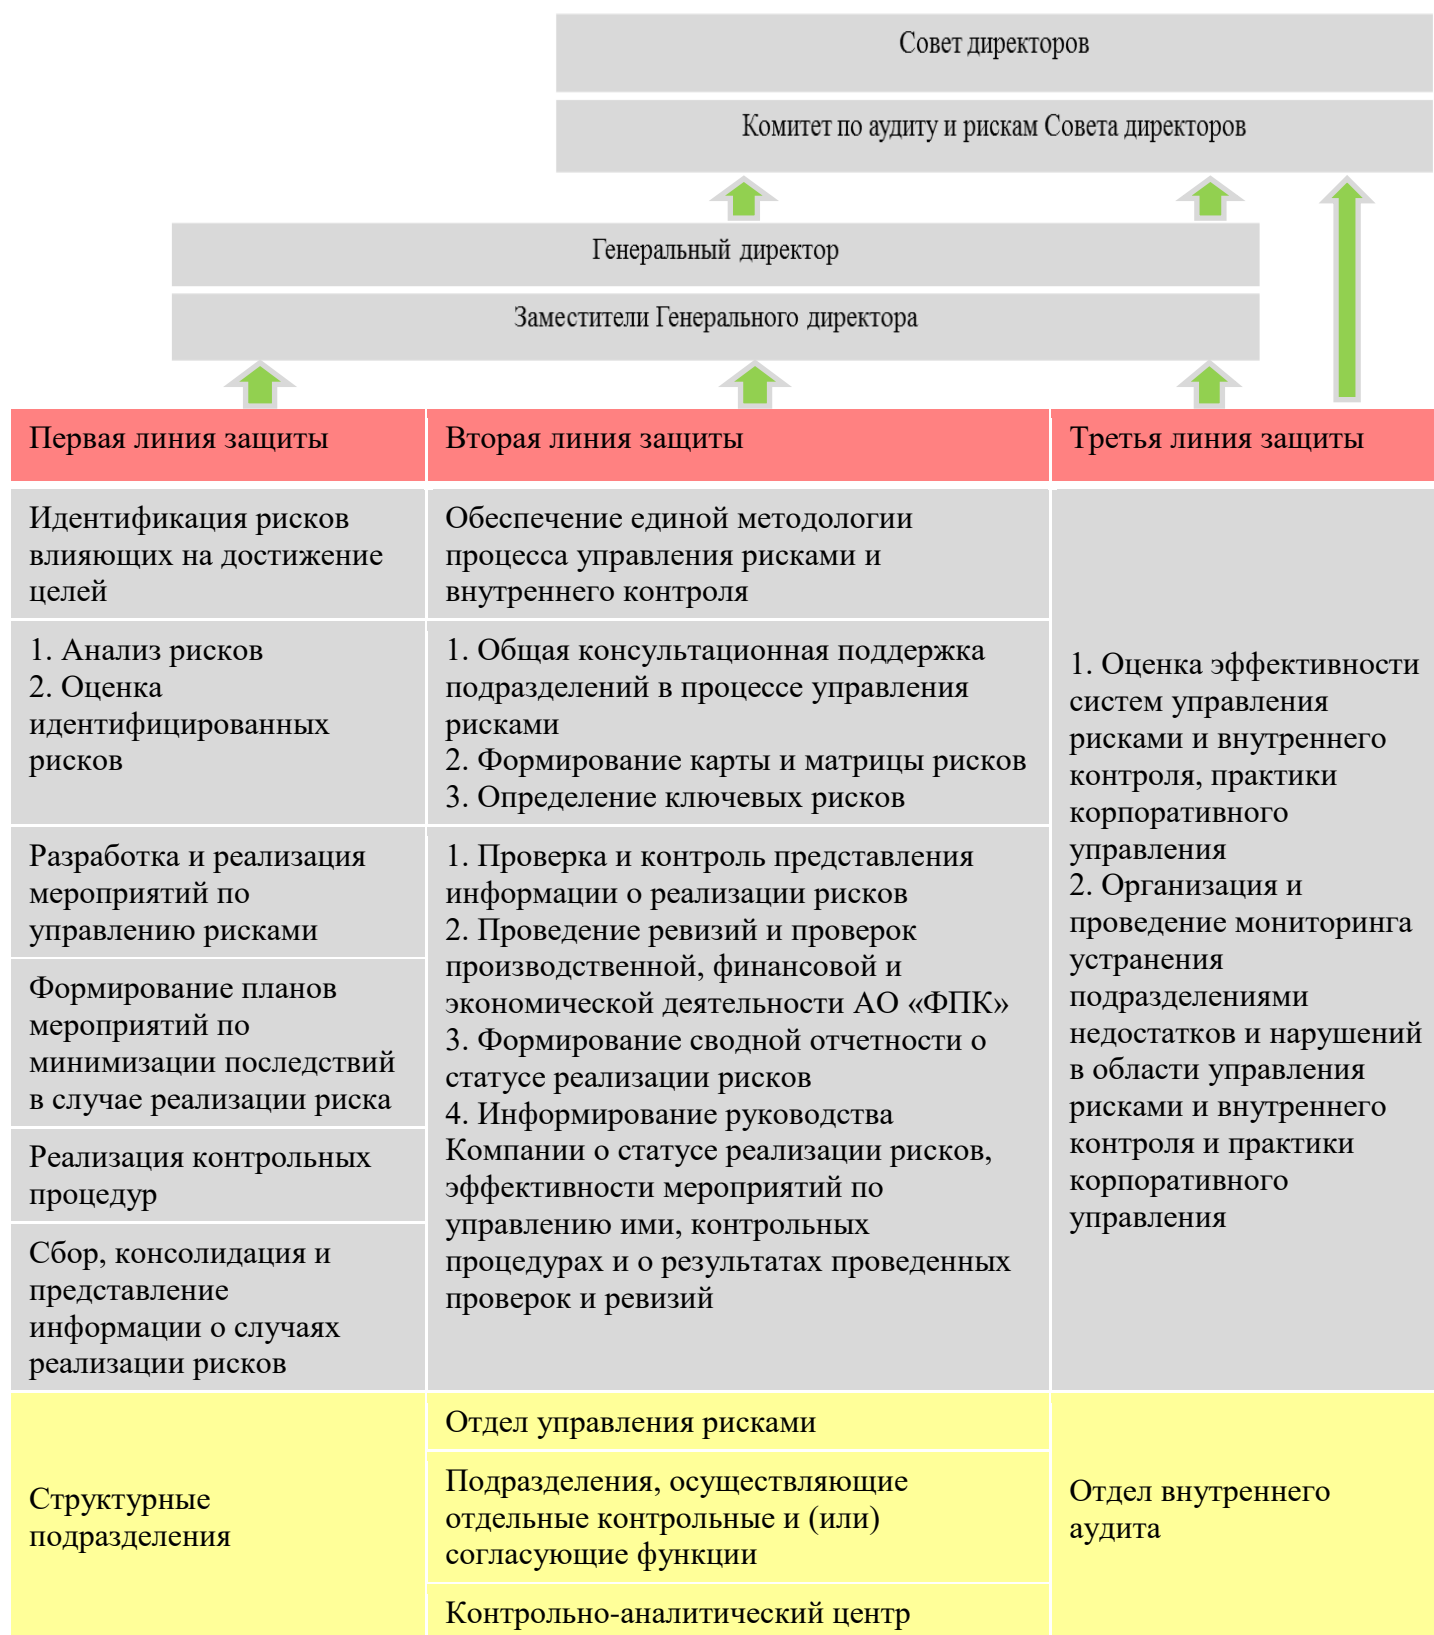 Совет директоров
Комитет по аудиту и рискам Совета директоров
Генеральный директор
Заместители Генерального директора
Первая линия защиты
Вторая линия защиты
Третья линия защиты
Идентификация рисков
влияющих на достижение
целей
Обеспечение единой методологии
процесса управления рисками и
внутреннего контроля
1. Анализ рисков
2. Оценка
идентифицированных
рисков
1. Общая консультационная поддержка
подразделений в процессе управления
рисками
2. Формирование карты и матрицы рисков
3. Определение ключевых рисков
1. Оценка эффективности
систем управления
рисками и внутреннего
контроля, практики
корпоративного
управления
2. Организация и
проведение мониторинга
устранения
подразделениями
недостатков и нарушений
в области управления
рисками и внутреннего
контроля и практики
корпоративного
управления
Разработка и реализация
мероприятий по
управлению рисками
1. Проверка и контроль представления
информации о реализации рисков
2. Проведение ревизий и проверок
производственной, финансовой и
экономической деятельности АО «ФПК»
3. Формирование сводной отчетности о
статусе реализации рисков
4. Информирование руководства
Компании о статусе реализации рисков,
эффективности мероприятий по
управлению ими, контрольных
процедурах и о результатах проведенных
проверок и ревизий
Формирование планов
мероприятий по
минимизации последствий
в случае реализации риска
Реализация контрольных
процедур
Сбор, консолидация и
представление
информации о случаях
реализации рисков
Структурные
подразделения
Отдел управления рисками
Подразделения, осуществляющие
отдельные контрольные и (или)
согласующие функции
Контрольно-аналитический центр
Отдел внутреннего
аудита